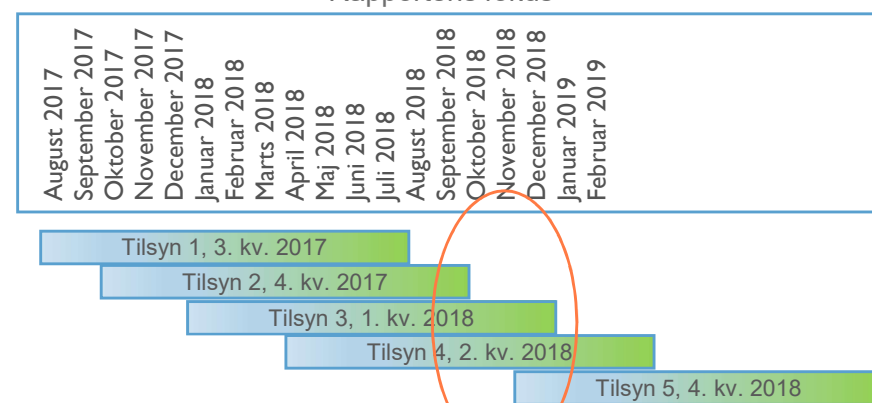 Rapportens fokus
August 2017
September 2017
Oktober 2017
November 2017
December 2017
Januar 2018
Februar 2018
Marts 2018
April 2018
Maj 2018
Juni 2018
Juli 2018
August 2018
September 2018
Oktober 2018
November 2018
December 2018
Januar 2019
Februar 2019
Tilsyn 1, 3. kv. 2017
Tilsyn 2, 4. kv. 2017
Tilsyn 3, 1. kv. 2018
Tilsyn 4, 2. kv. 2018
Tilsyn 5, 4. kv. 2018